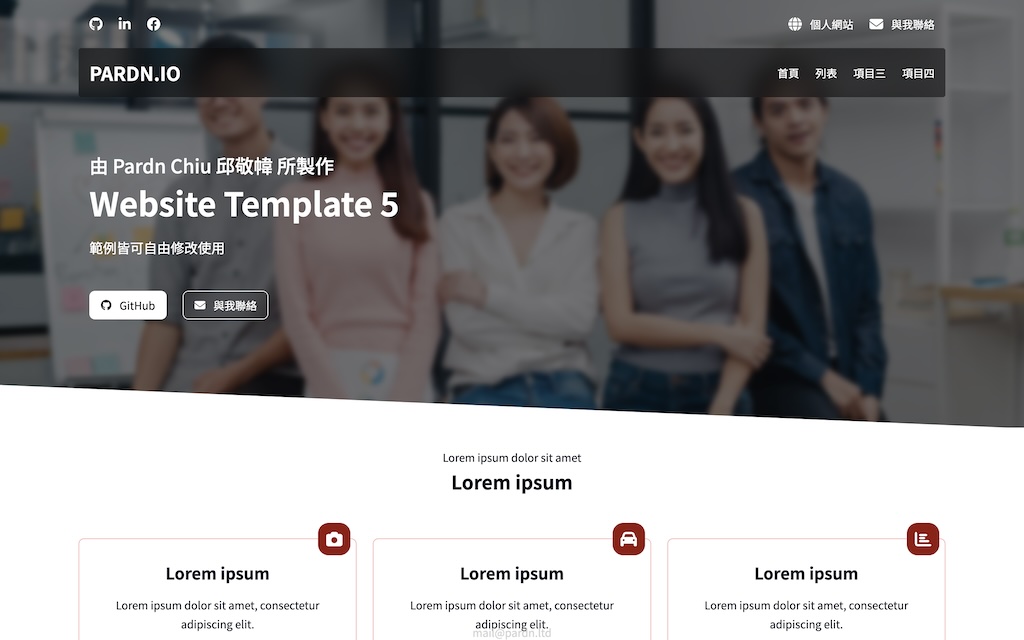 個人網站
與我聯絡
PARDN.IO
首頁
列表
項目三
項目四
由 Pardn Chiu 邱敬幃 所製作
Website Template 5
範例皆可自由修改使用
GitHub
與我聯絡
Lorem ipsum dolor sit amet
Lorem ipsum
Lorem ipsum
Lorem ipsum dolor sit amet, consectetur
adipiscing elit.
Lorem ipsum
Lorem ipsum dolor sit amet, consectetur
adipiscing elit.
Lorem ipsum
Lorem ipsum dolor sit amet, consectetur
adipiscing elit.
mail@pardn.ltd